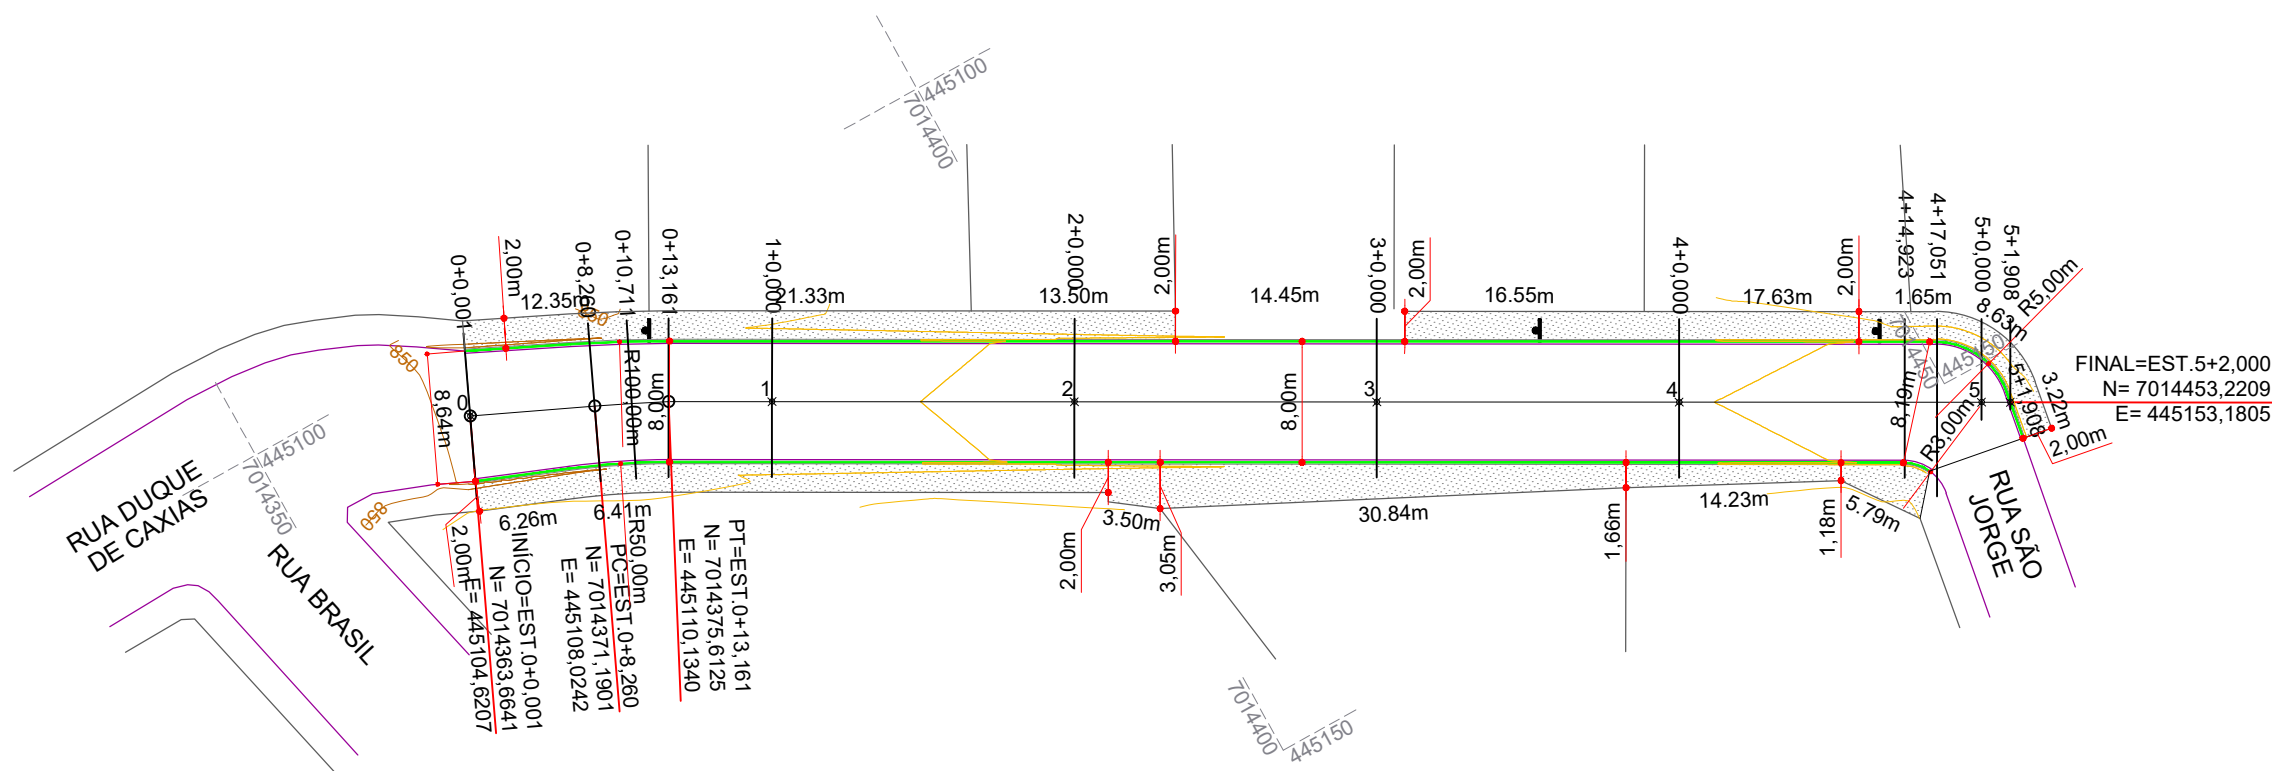 445100
7014400
0+0,001
2,00m
12.35m
0+8,260
850
0+10,711
0+13,161
1+0,000
21.33m
2+0,000
13.50m
2,00m
14.45m
3+0,000
2,00m
16.55m
4+0,000
17.63m
2,00m
4+14,923
1.65m
4+17,051
5+0,000
8.63m
5+1,908
R5,00m
7014450
445150
850
8,64m
0
R100,00m
8,00m
1
2
8,00m
3
4
8,19m
R3,00m
5
5+1,908
3.22m
2,00m
FINAL=EST.5+2,000
N= 7014453,2209
E= 445153,1805
RUA DUQUE
DE CAXIAS
445100
7014350
RUA BRASIL
850
2,00m
6.26m
6.41m
R50,00m
INÍCIO=EST.0+0,001
N= 7014363,6641
E= 445104,6207
PC=EST.0+8,260
N= 7014371,1901
E= 445108,0242
PT=EST.0+13,161
N= 7014375,6125
E= 445110,1340
2,00m
3.50m
3,05m
30.84m
1,66m
14.23m
1,18m
5.79m
RUA SÃO
JORGE
7014400
445150